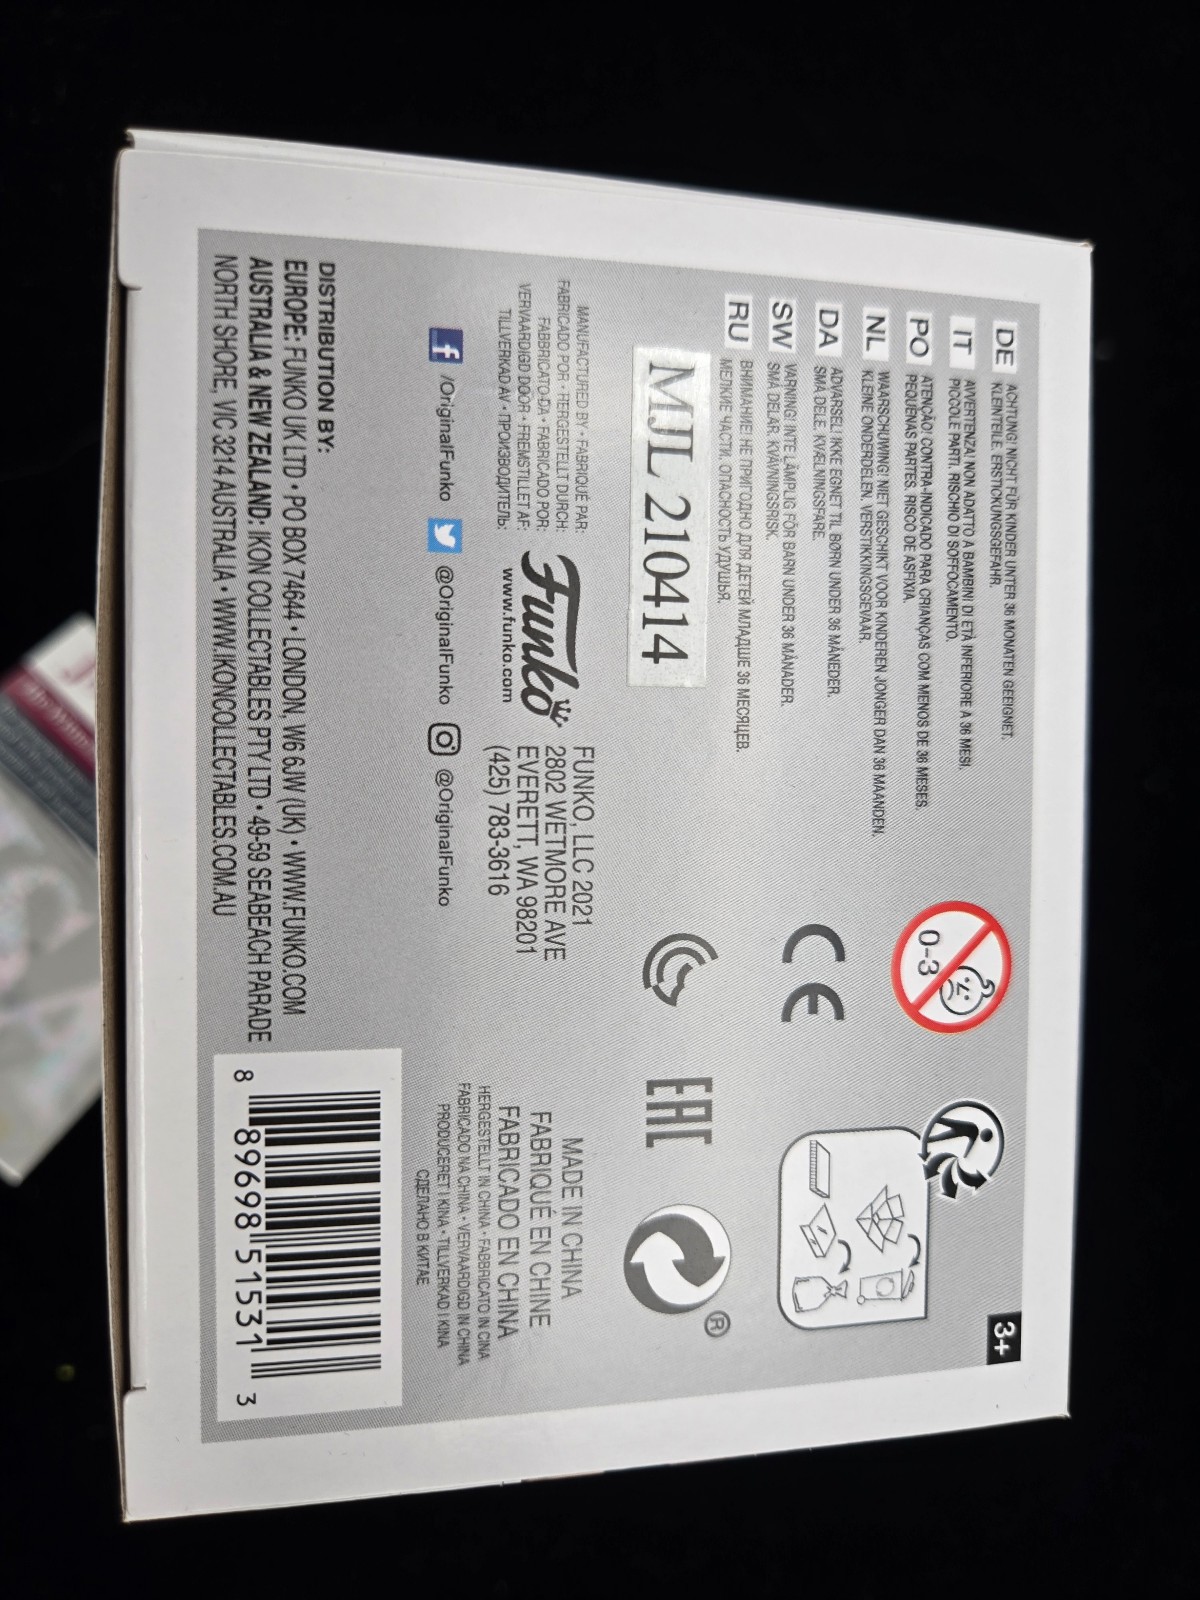 DE ACHTUNG! NICHT FÜR KINDER UNTER 36 MONATEN GEEIGNET.
KLEINTEILE. ERSTICKUNGSGEFAHR.
IT AVVERTENZA! NON ADATTO A BAMBINI DI ETÀ INFERIORE A 36 MESI.
PICCOLE PARTI. RISCHIO DI SOFFOCAMENTO.
PO ATENÇÃO! CONTRA-INDICADO PARA CRIANÇAS COM MENOS DE 36 MESES.
PEQUENAS PARTES. RISCO DE ASFIXIA.
NL WAARSCHUWING! NIET GESCHIKT VOOR KINDEREN JONGER DAN 36 MAANDEN.
KLEINE ONDERDELEN. VERSTIKKINGSGEVAAR.
DA ADVARSEL! IKKE EGNET TIL BØRN UNDER 36 MÅNEDER.
SMÅ DELE. KVÆLNINGSFARE.
SW VARNING! INTE LÄMPLIG FÖR BARN UNDER 36 MÅNADER.
SMÅ DELAR. KVÄVNINGSRISK.
RU ВНИМАНИЕ! НЕ ПРИГОДНО ДЛЯ ДЕТЕЙ МЛАДШЕ 36 МЕСЯЦЕВ.
МЕЛКИЕ ЧАСТИ. ОПАСНОСТЬ УДУШЬЯ.
0-3
3+
CE
EAC
®
MJL 210414
MANUFACTURED BY • FABRIQUÉ PAR:
FABRICADO POR • HERGESTELLT DURCH:
FABBRICATO DA • FABRICADO POR:
VERVAARDIGD DOOR • FREMSTILLET AF:
TILLVERKAD AV • ПРОИЗВОДИТЕЛЬ:
Funko
www.funko.com
FUNKO, LLC 2021
2802 WETMORE AVE
EVERETT, WA 98201
(425) 783-3616
MADE IN CHINA
FABRIQUÉ EN CHINE
FABRICADO EN CHINA
HERGESTELLT IN CHINA • FABBRICATO IN CINA
FABRICADO NA CHINA • VERVAARDIGD IN CHINA
PRODUCERET I KINA • TILLVERKAD I KINA
СДЕЛАНО В КИТАЕ
f /OriginalFunko @OriginalFunko @OriginalFunko
DISTRIBUTION BY:
EUROPE: FUNKO UK LTD • PO BOX 74644 • LONDON, W6 6JW (UK) • WWW.FUNKO.COM
AUSTRALIA & NEW ZEALAND: IKON COLLECTABLES PTY LTD • 49-59 SEABEACH PARADE
NORTH SHORE, VIC 3214 AUSTRALIA • WWW.IKONCOLLECTABLES.COM.AU
8 89698 51531 3